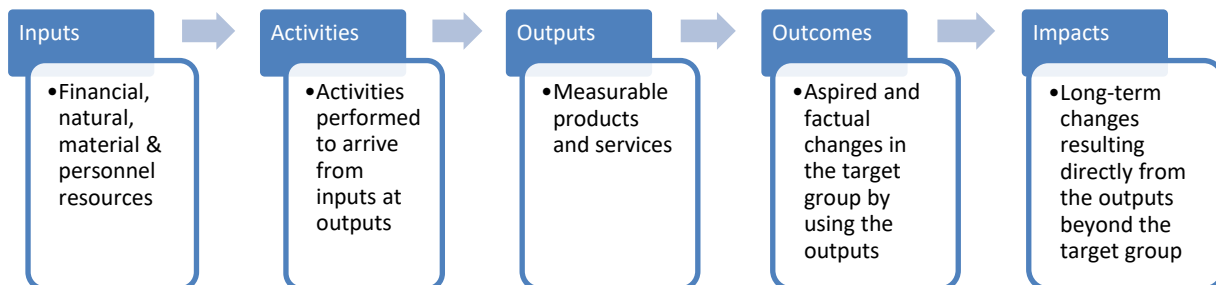 Inputs
•Financial,
natural,
material &
personnel
resources
Activities
•Activities
performed
to arrive
from
inputs at
outputs
Outputs
•Measurable
products
and services
Outcomes
•Aspired and
factual
changes in
the target
group by
using the
outputs
Impacts
•Long-term
changes
resulting
directly from
the outputs
beyond the
target group